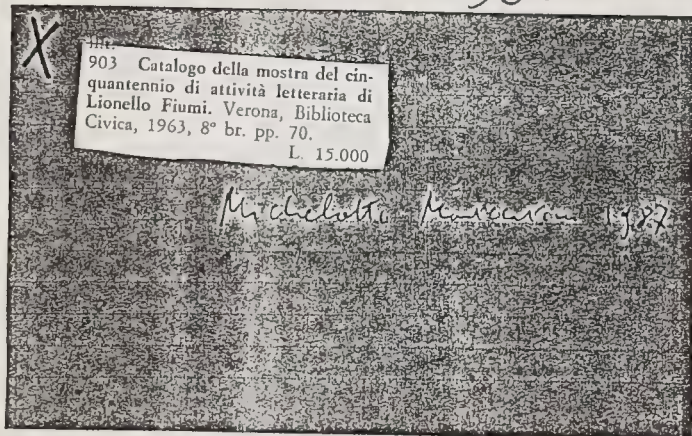 X
903 Catalogo della mostra del cin-
quantennio di attività letteraria di
Lionello Fiumi. Verona, Biblioteca
Civica, 1963, 8° br. pp. 70.
L. 15.000
Michelotti 1987